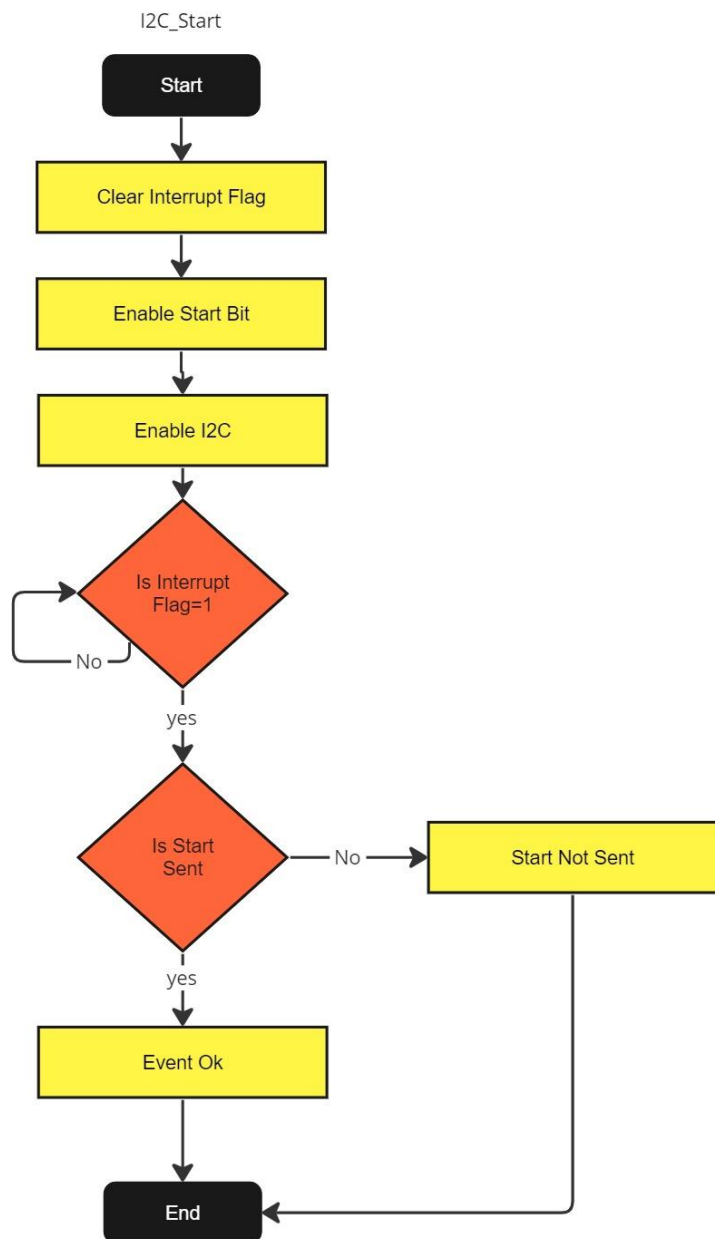 I2C_Start
Start
Clear Interrupt Flag
Enable Start Bit
Enable I2C
Is Interrupt
Flag=1
No
yes
Is Start
Sent
No
Start Not Sent
yes
Event Ok
End